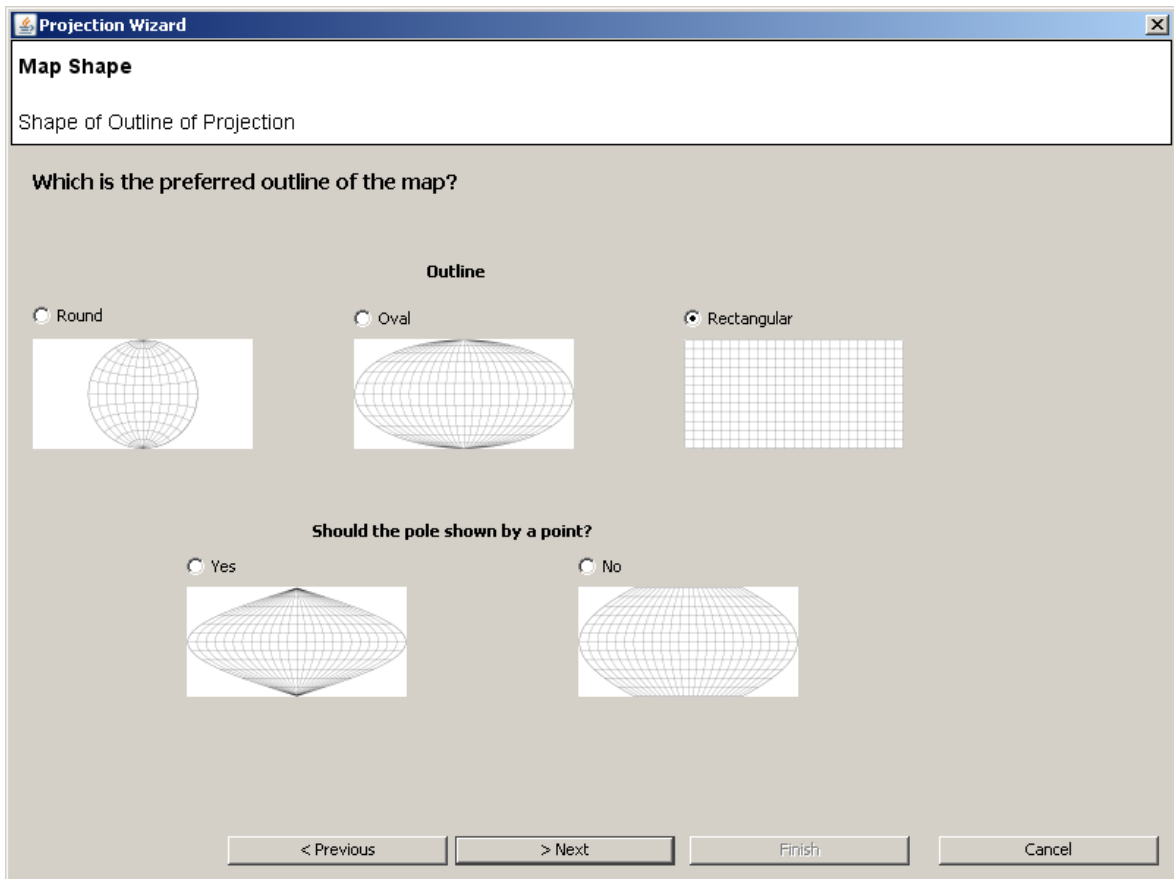 Projection Wizard
Map Shape
Shape of Outline of Projection
Which is the preferred outline of the map?
Outline
Round
Oval
Rectangular
Should the pole shown by a point?
Yes
No
< Previous
> Next
Finish
Cancel